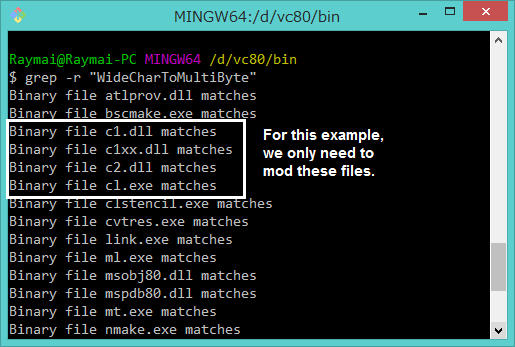 MINGW64:/d/vc80/bin
Raymai@Raymai-PC MINGW64 /d/vc80/bin
$ grep -r "WideCharToMultiByte"
Binary file atlprov.dll matches
Binary file bscmake.exe matches
Binary file c1.dll matches
Binary file c1xx.dll matches
Binary file c2.dll matches
Binary file cl.exe matches
For this example,
we only need to
mod these files.
Binary file clstencil.exe matches
Binary file cvtres.exe matches
Binary file link.exe matches
Binary file ml.exe matches
Binary file msobj80.dll matches
Binary file mspdb80.dll matches
Binary file mt.exe matches
Binary file nmake.exe matches